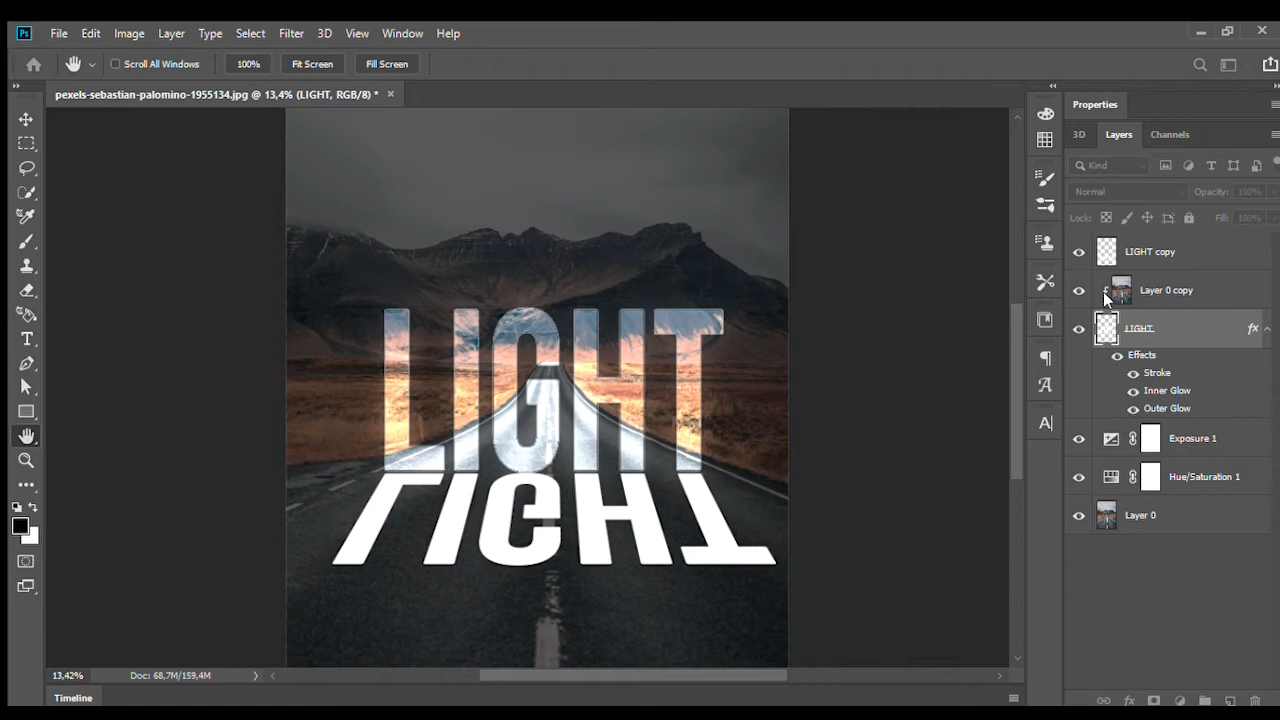 Ps File Edit Image Layer Type Select Filter 3D View Window Help
Scroll All Windows 100% Fit Screen Fill Screen
pexels-sebastian-palomino-1955134.jpg @ 13,4% (LIGHT, RGB/8) *
Properties
3D Layers Channels
Kind
Normal Opacity: 100%
Lock: Fill: 100%
LIGHT copy
Layer 0 copy
LIGHT
fx
Effects
Stroke
Inner Glow
Outer Glow
Exposure 1
Hue/Saturation 1
Layer 0
LIGHT
LIGHT
13,42% Doc: 68,7M/159,4M
Timeline